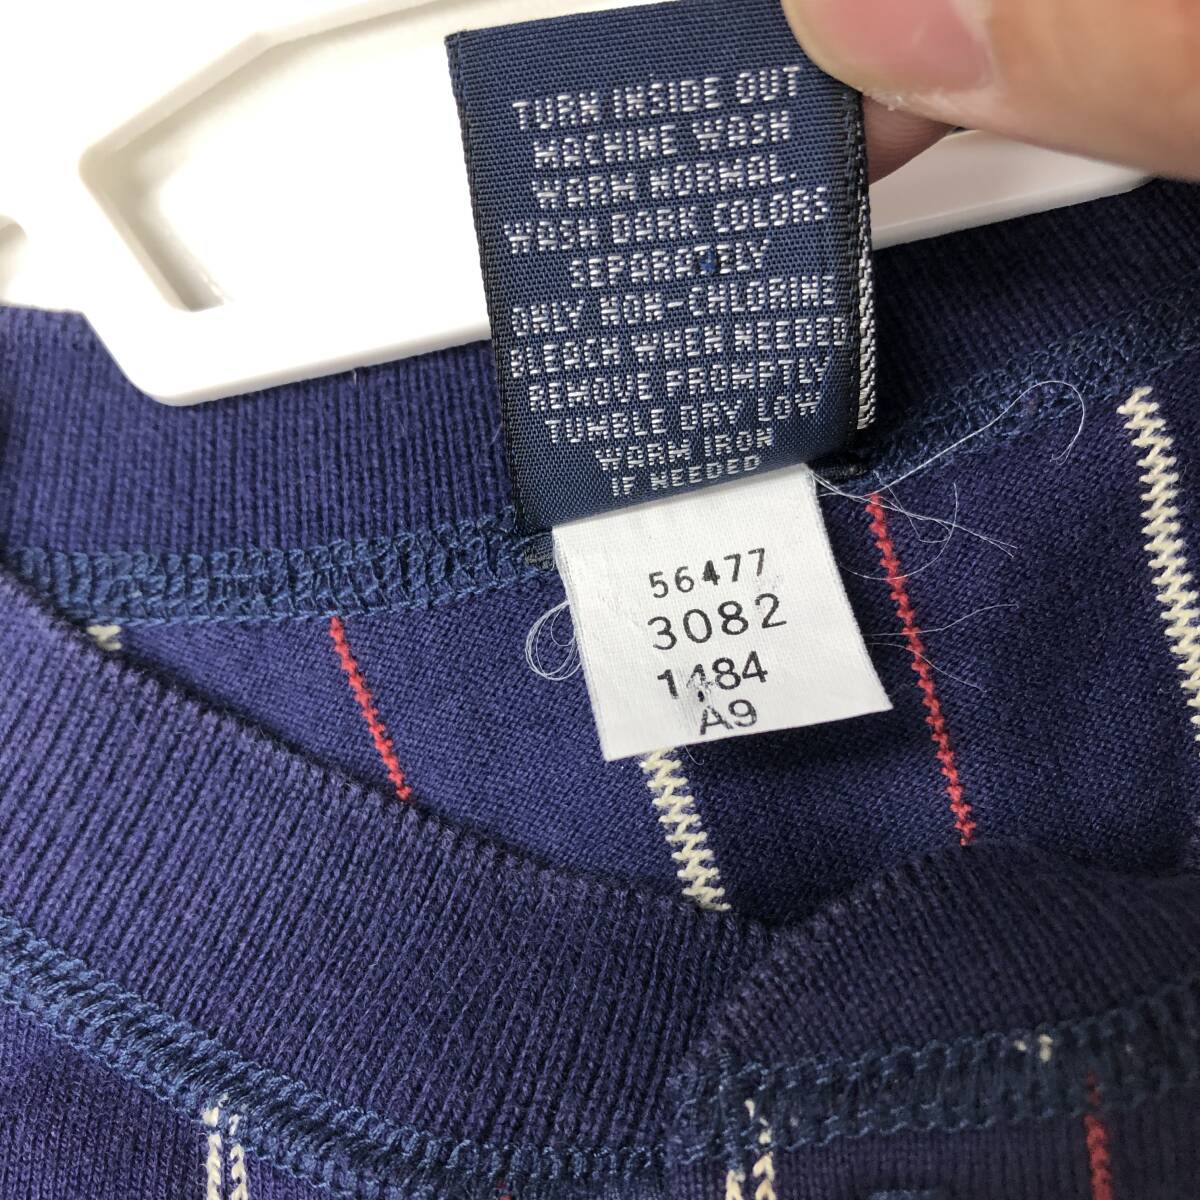 TURN INSIDE OUT
MACHINE WASH
WARM NORMAL.
WASH DARK COLORS
SEPARATELY
ONLY NON-CHLORINE
BLEACH WHEN NEEDED
REMOVE PROMPTLY
TUMBLE DRY LOW
WARM IRON
IF NEEDED
56477
3082
1484
A9